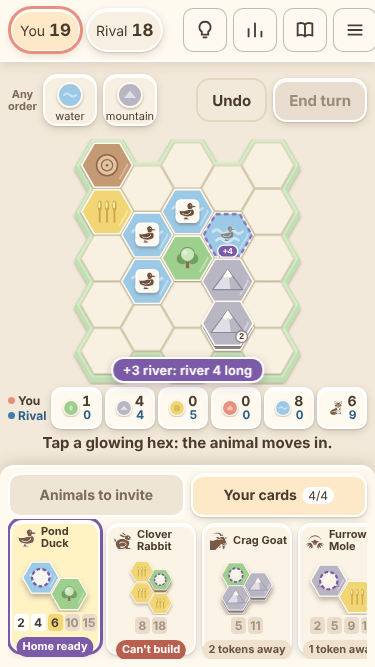 You 19
Rival 18
Any order
water
mountain
Undo
End turn
+4
2
+3 river: river 4 long
You
Rival
1
0
4
4
0
5
0
0
8
0
6
9
Tap a glowing hex: the animal moves in.
Animals to invite
Your cards 4/4
Pond
Duck
2 4 6 10 15
Home ready
Clover
Rabbit
8 18
Can't build
Crag Goat
5 11
2 tokens away
Furrow
Mole
2 5 9
1 token away